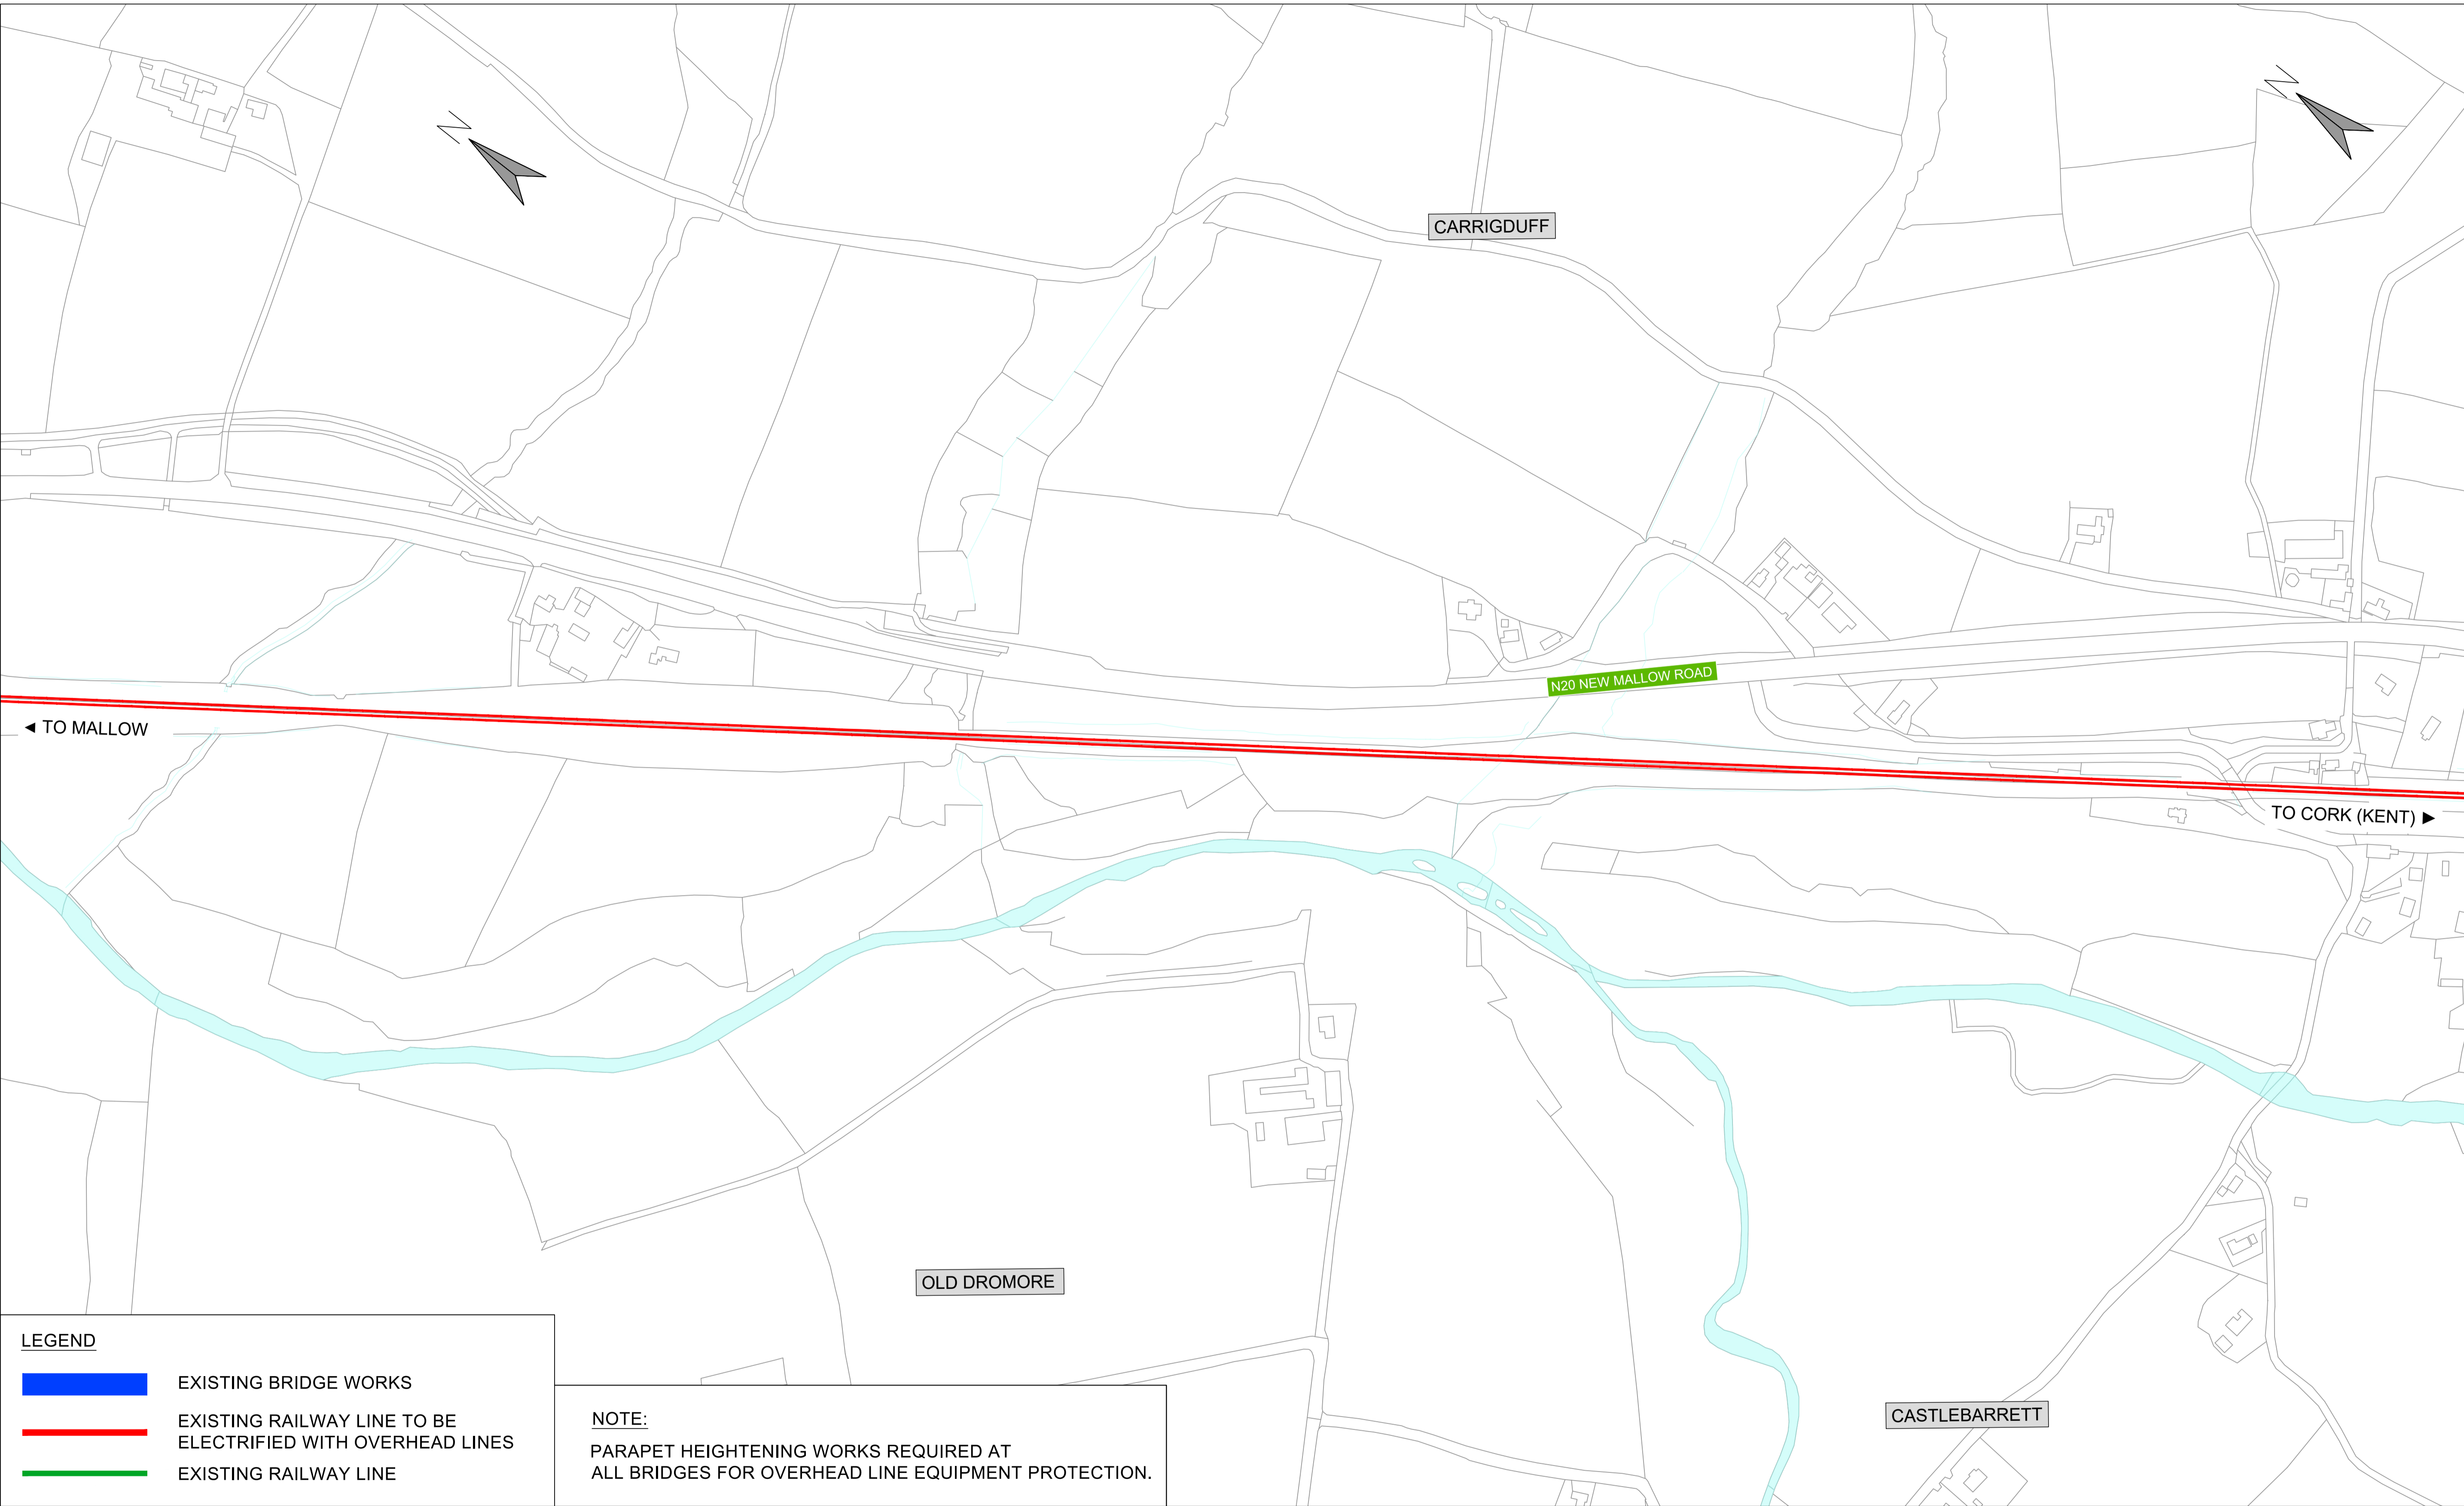 N
N
CARRIGDUFF
N20 NEW MALLOW ROAD
◄ TO MALLOW
TO CORK (KENT) ►
OLD DROMORE
CASTLEBARRETT
LEGEND
EXISTING BRIDGE WORKS
EXISTING RAILWAY LINE TO BE
ELECTRIFIED WITH OVERHEAD LINES
EXISTING RAILWAY LINE
NOTE:
PARAPET HEIGHTENING WORKS REQUIRED AT
ALL BRIDGES FOR OVERHEAD LINE EQUIPMENT PROTECTION.